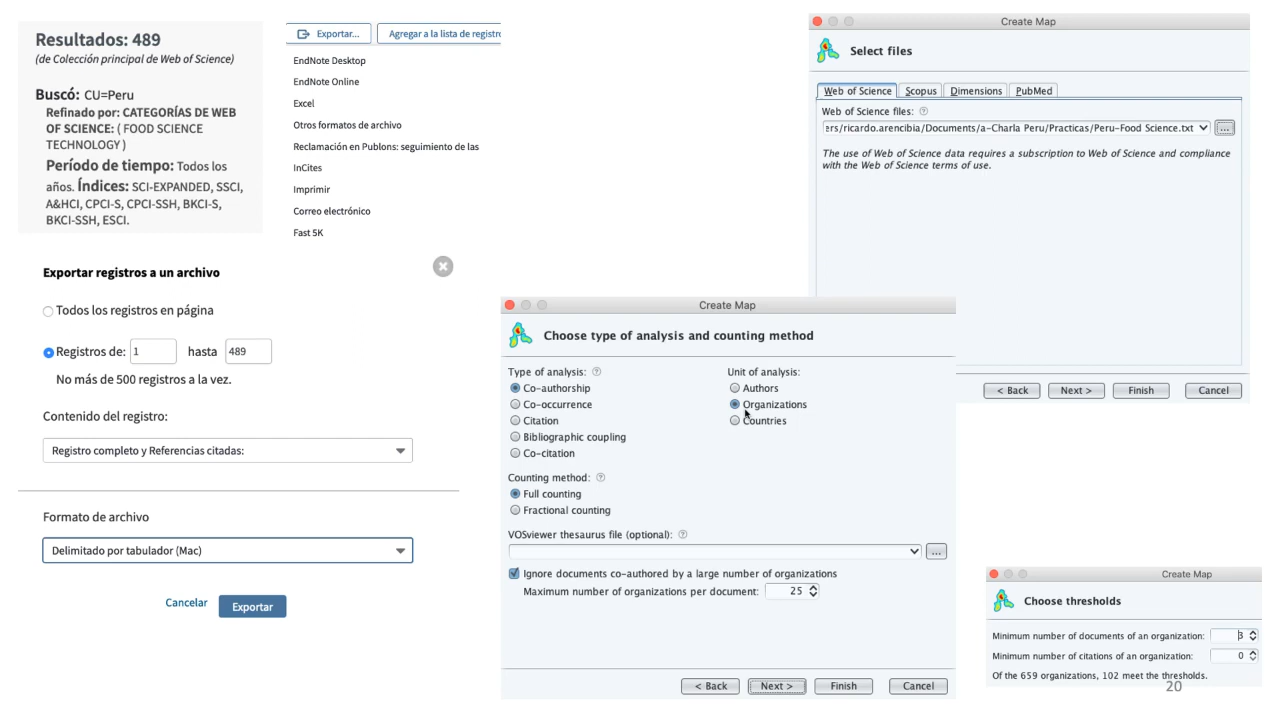 Resultados: 489
(de Colección principal de Web of Science)
Buscó: CU=Peru
Refinado por: CATEGORÍAS DE WEB
OF SCIENCE: ( FOOD SCIENCE
TECHNOLOGY )
Período de tiempo: Todos los
años. Índices: SCI-EXPANDED, SSCI,
A&HCI, CPCI-S, CPCI-SSH, BKCI-S,
BKCI-SSH, ESCI.
Exportar...
Agregar a la lista de registro
EndNote Desktop
EndNote Online
Excel
Otros formatos de archivo
Reclamación en Publons: seguimiento de las
InCites
Imprimir
Correo electrónico
Fast 5K
Exportar registros a un archivo
Todos los registros en página
Registros de: 1 hasta 489
No más de 500 registros a la vez.
Contenido del registro:
Registro completo y Referencias citadas:
Formato de archivo
Delimitado por tabulador (Mac)
Cancelar Exportar
Create Map
Select files
Web of Science Scopus Dimensions PubMed
Web of Science files:
ers/ricardo.arencibia/Documents/a-Charla Peru/Practicas/Peru-Food Science.txt ...
The use of Web of Science data requires a subscription to Web of Science and compliance
with the Web of Science terms of use.
< Back Next > Finish Cancel
Create Map
Choose type of analysis and counting method
Type of analysis:
Co-authorship
Co-occurrence
Citation
Bibliographic coupling
Co-citation
Unit of analysis:
Authors
Organizations
Countries
Counting method:
Full counting
Fractional counting
VOSviewer thesaurus file (optional):
...
Ignore documents co-authored by a large number of organizations
Maximum number of organizations per document: 25
< Back Next > Finish Cancel
Create Map
Choose thresholds
Minimum number of documents of an organization: 3
Minimum number of citations of an organization: 0
Of the 659 organizations, 102 meet the thresholds.
20